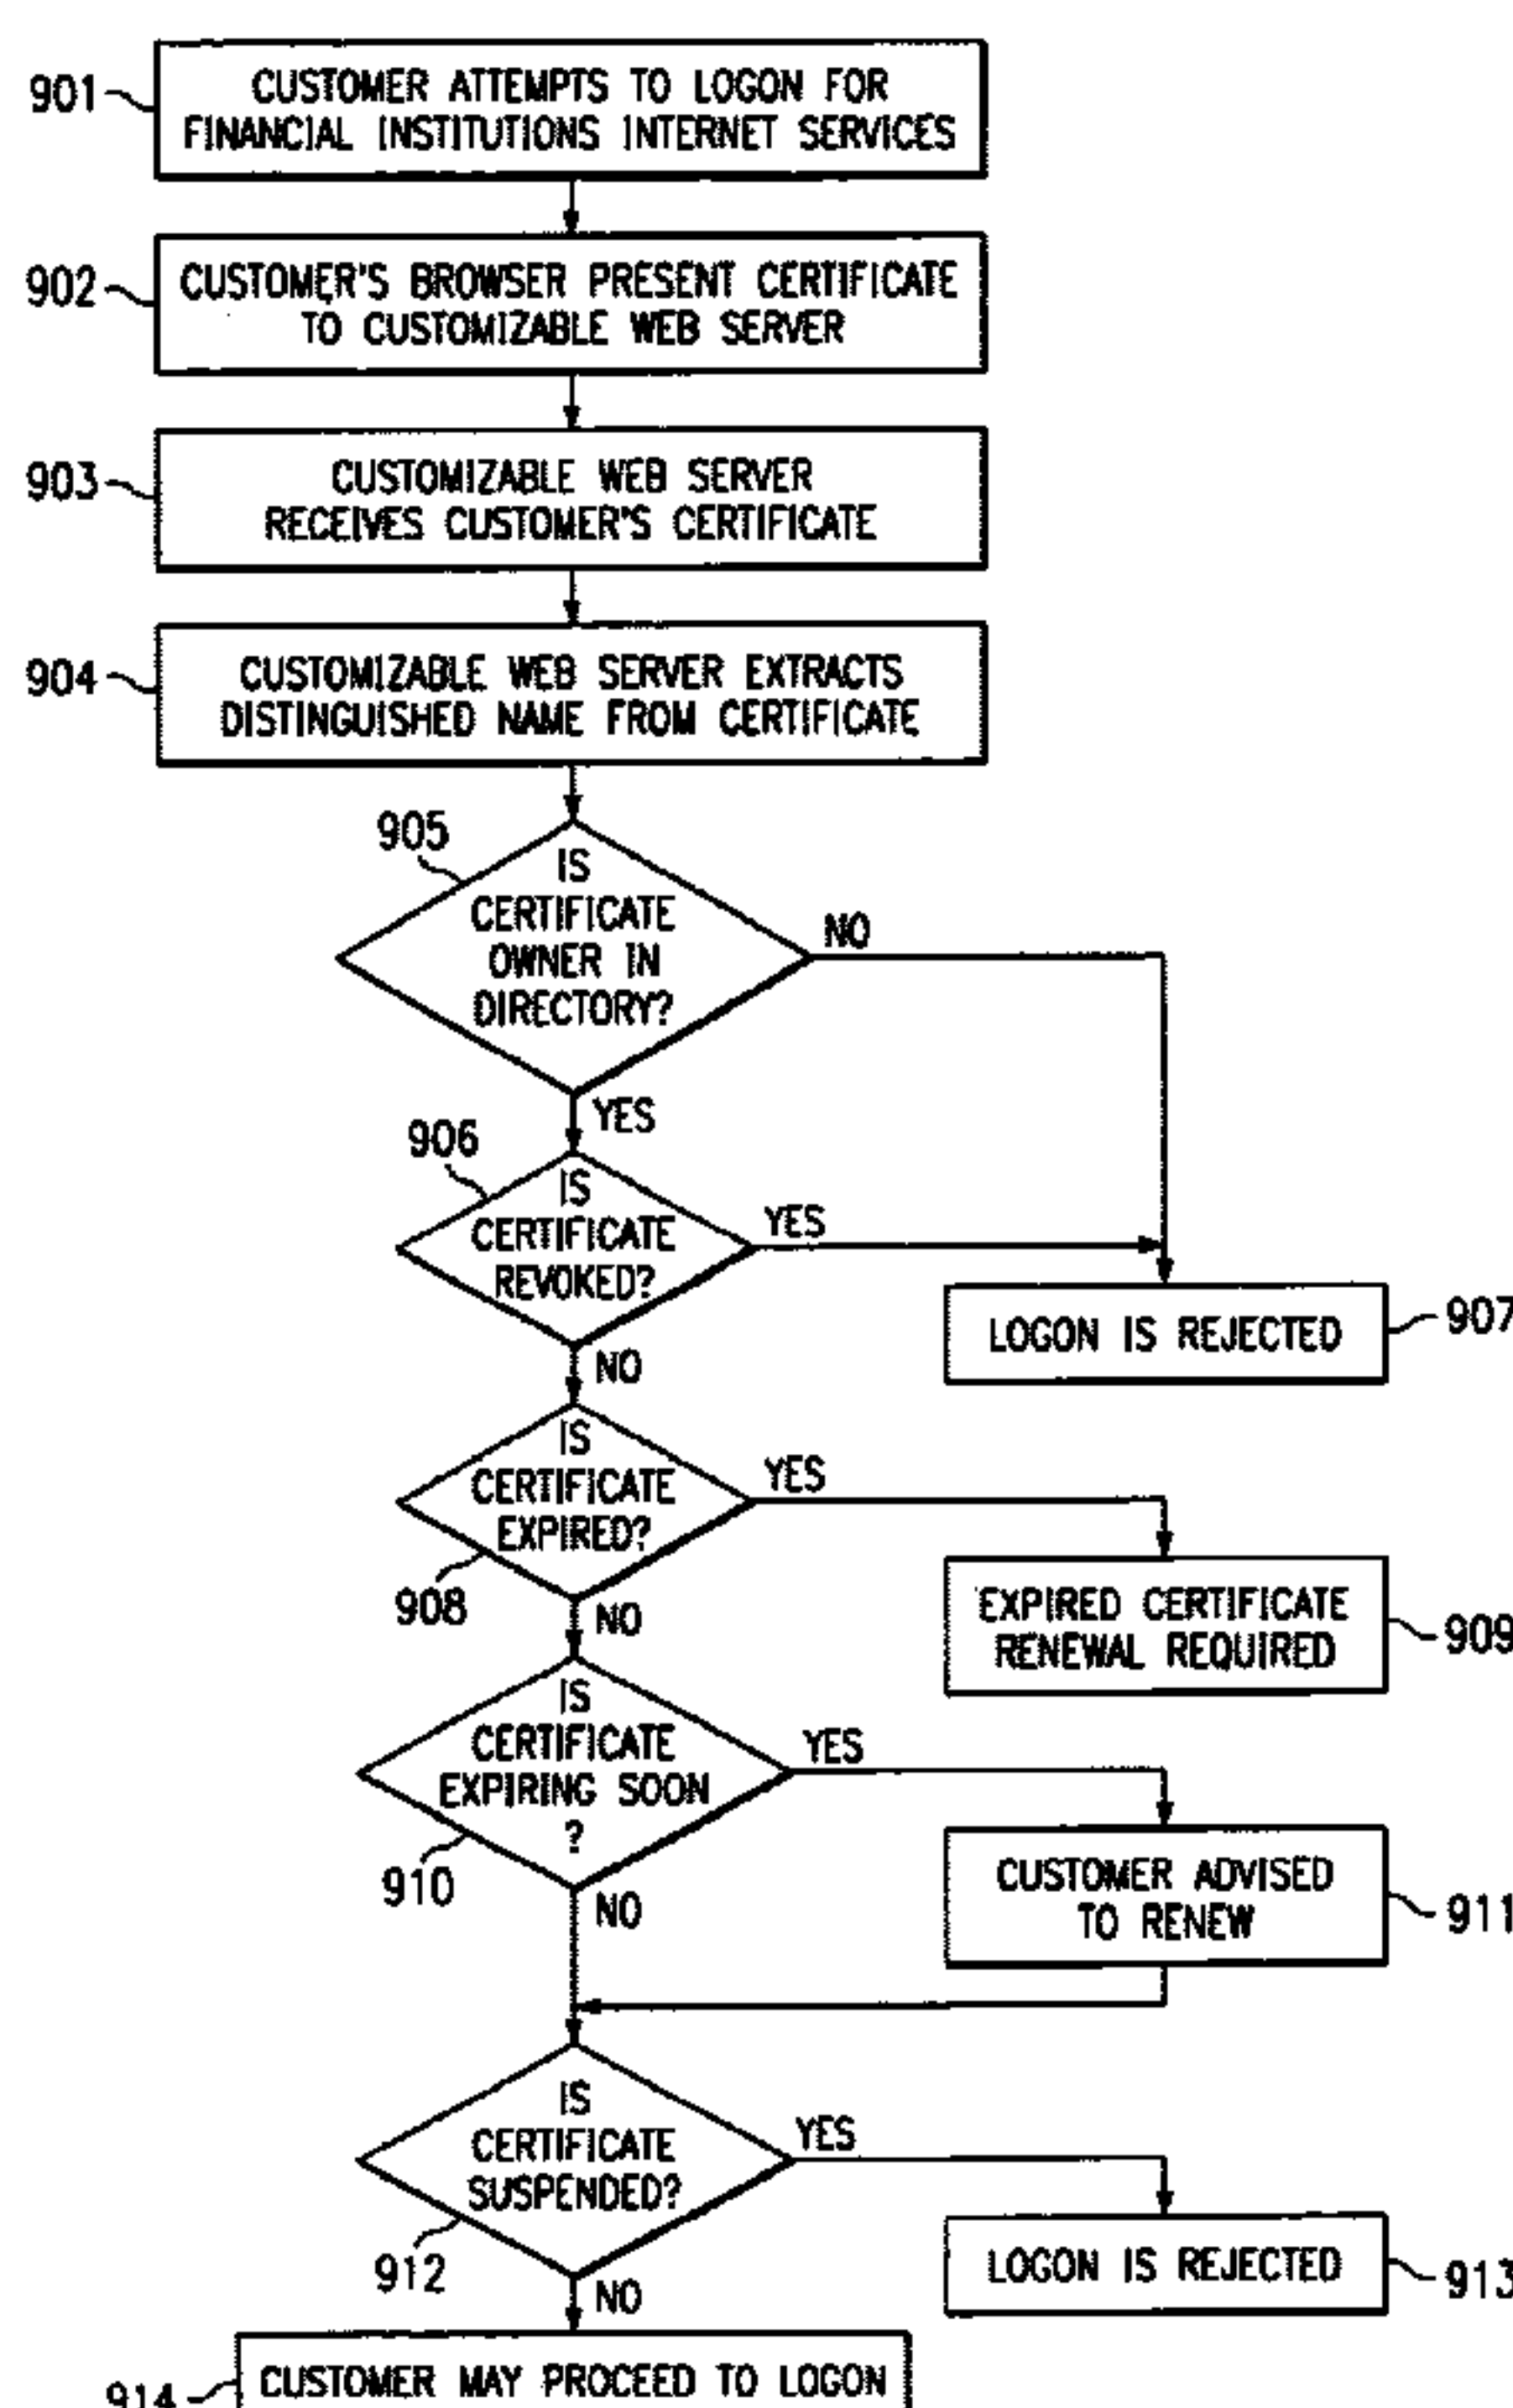 901
CUSTOMER ATTEMPTS TO LOGON FOR
FINANCIAL INSTITUTIONS INTERNET SERVICES
902
CUSTOMER'S BROWSER PRESENT CERTIFICATE
TO CUSTOMIZABLE WEB SERVER
903
CUSTOMIZABLE WEB SERVER
RECEIVES CUSTOMER'S CERTIFICATE
904
CUSTOMIZABLE WEB SERVER EXTRACTS
DISTINGUISHED NAME FROM CERTIFICATE
905
IS
CERTIFICATE
OWNER IN
DIRECTORY?
NO
YES
906
IS
CERTIFICATE
REVOKED?
YES
NO
LOGON IS REJECTED
907
IS
CERTIFICATE
EXPIRED?
YES
908
NO
EXPIRED CERTIFICATE
RENEWAL REQUIRED
909
IS
CERTIFICATE
EXPIRING SOON
?
YES
910
NO
CUSTOMER ADVISED
TO RENEW
911
IS
CERTIFICATE
SUSPENDED?
YES
912
NO
LOGON IS REJECTED
913
914
CUSTOMER MAY PROCEED TO LOGON